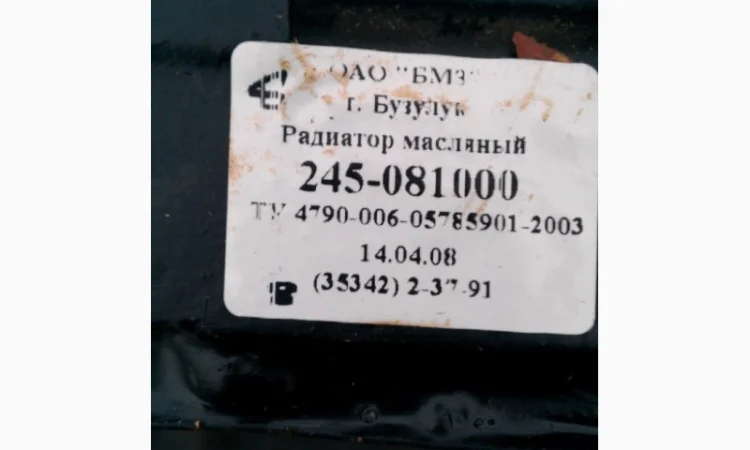 ОАО "БМЗ"
г. Бузулук
Радиатор масляный
245-081000
ТУ 4790-006-05785901-2003
14.04.08
(35342) 2-37-91